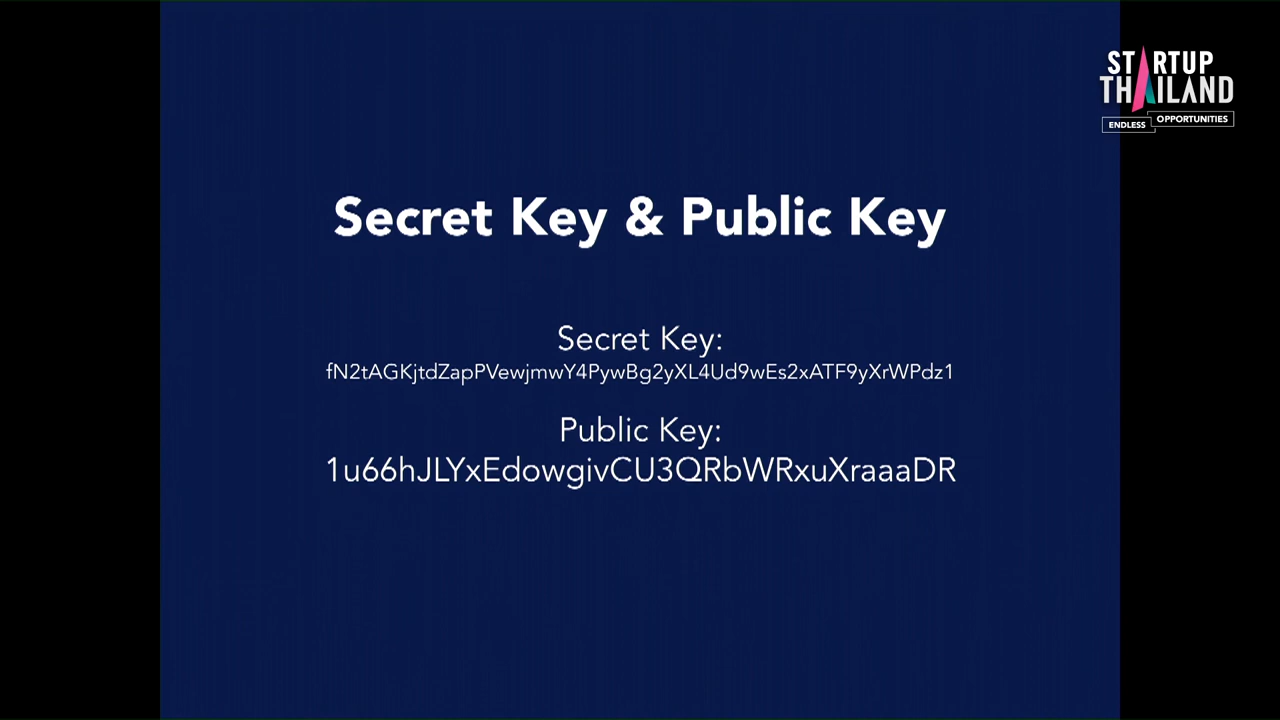 STARTUP
THAILAND
ENDLESS OPPORTUNITIES
Secret Key & Public Key
Secret Key:
fN2tAGKjtdZapPVewjmwY4PywBg2yXL4Ud9wEs2xATF9yXrWPdz1
Public Key:
1u66hJLYxEdowgivCU3QRbWRxuXraaaDR